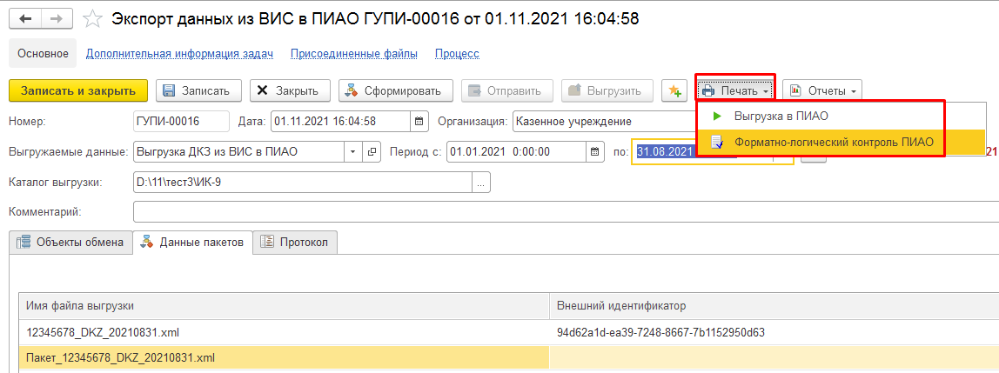 Экспорт данных из ВИС в ПИАО ГУПИ-00016 от 01.11.2021 16:04:58
Основное Дополнительная информация задач Присоединенные файлы Процесс
Записать и закрыть Записать Закрыть Сформировать Отправить Выгрузить Печать Отчеты
Выгрузка в ПИАО
Форматно-логический контроль ПИАО
Номер: ГУПИ-00016 Дата: 01.11.2021 16:04:58 Организация: Казенное учреждение
Выгружаемые данные: Выгрузка ДКЗ из ВИС в ПИАО Период с: 01.01.2021 0:00:00 по: 31.08.2021 21
Каталог выгрузки: D:\11\тест3\ИК-9 ...
Комментарий:
Объекты обмена Данные пакетов Протокол
Имя файла выгрузки Внешний идентификатор
12345678_DKZ_20210831.xml 94d62a1d-ea39-7248-8667-7b1152950d63
Пакет_12345678_DKZ_20210831.xml